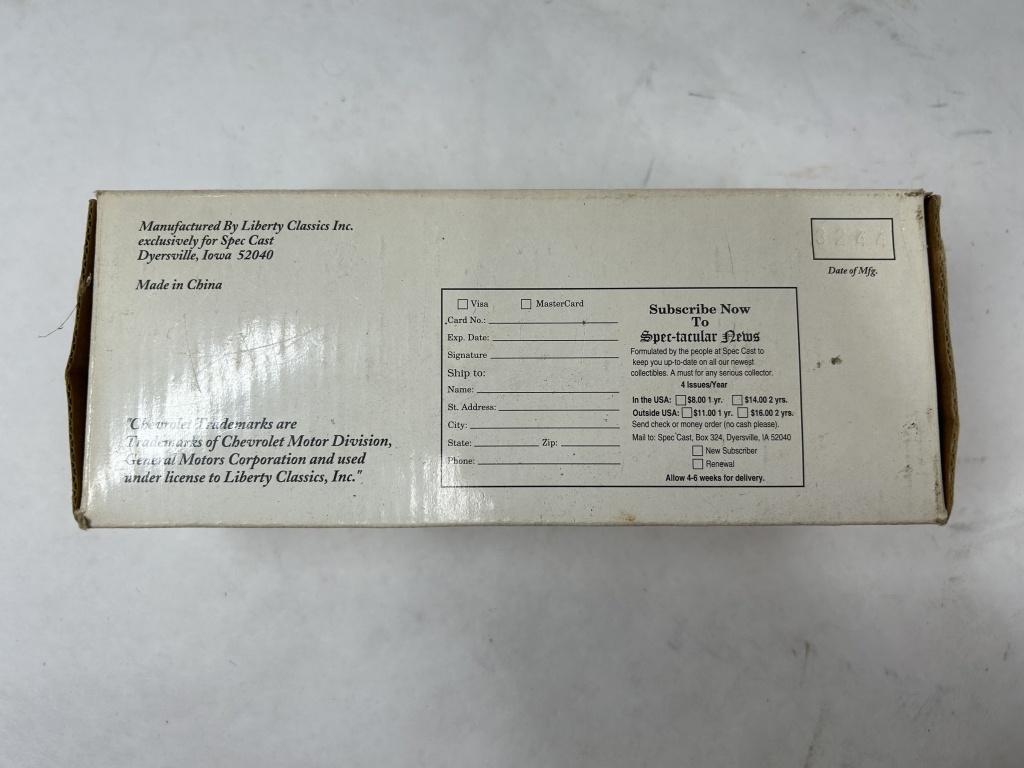 Manufactured By Liberty Classics Inc.
exclusively for Spec Cast
Dyersville, Iowa 52040
Made in China
"Chevrolet Trademarks are
Trademarks of Chevrolet Motor Division,
General Motors Corporation and used
under license to Liberty Classics, Inc."
Date of Mfg.
Visa MasterCard
Card No.:
Exp. Date:
Signature
Ship to:
Name:
St. Address:
City:
State: Zip:
Phone:
Subscribe Now
To
Spec-tacular News
Formulated by the people at Spec Cast to
keep you up-to-date on all our newest
collectibles. A must for any serious collector.
4 Issues/Year
In the USA: $8.00 1 yr. $14.00 2 yrs.
Outside USA: $11.00 1 yr. $16.00 2 yrs.
Send check or money order (no cash please).
Mail to: Spec Cast, Box 324, Dyersville, IA 52040
New Subscriber
Renewal
Allow 4-6 weeks for delivery.